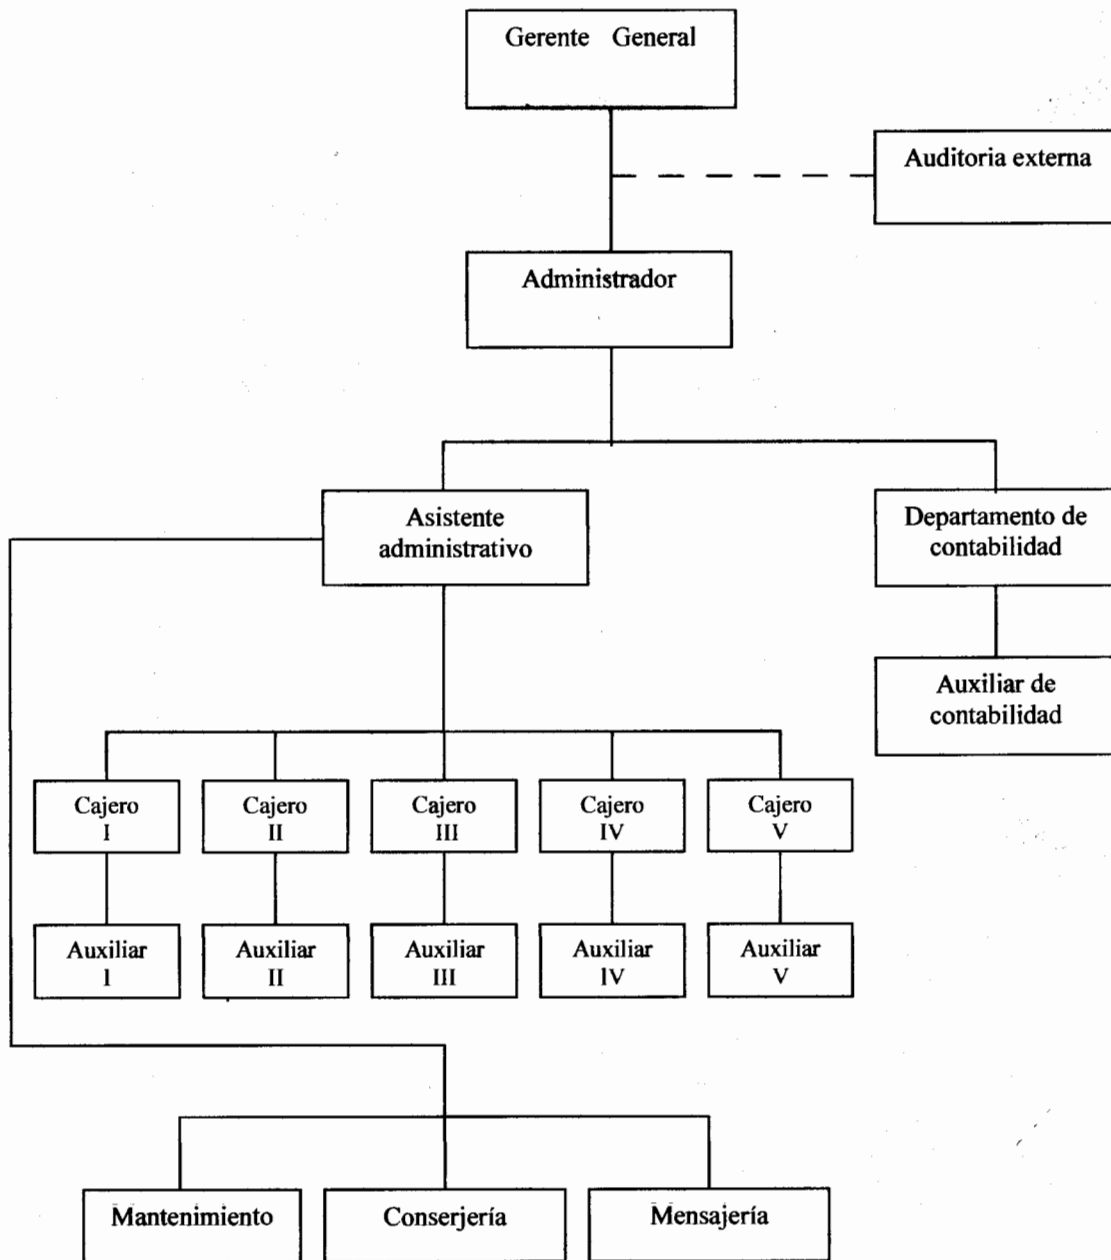 Gerente General
Auditoria externa
Administrador
Asistente
administrativo
Departamento de
contabilidad
Auxiliar de
contabilidad
Cajero
I
Cajero
II
Cajero
III
Cajero
IV
Cajero
V
Auxiliar
I
Auxiliar
II
Auxiliar
III
Auxiliar
IV
Auxiliar
V
Mantenimiento
Conserjería
Mensajería